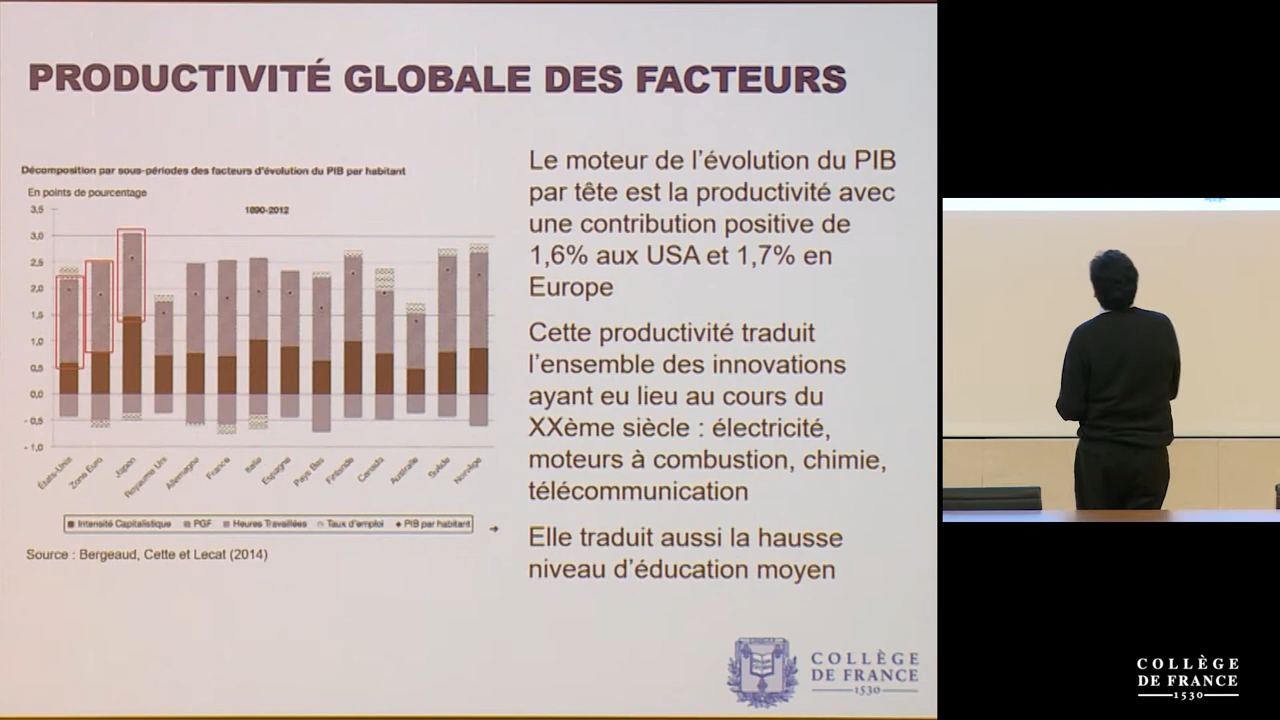 PRODUCTIVITÉ GLOBALE DES FACTEURS
Décomposition par sous-périodes des facteurs d'évolution du PIB par habitant
En points de pourcentage
1890-2012
3,5
3,0
2,5
2,0
1,5
1,0
0,5
0,0
- 0,5
- 1,0
États-Unis
Zone Euro
Japon
Royaume Uni
Allemagne
France
Italie
Espagne
Pays Bas
Finlande
Canada
Australie
Suède
Norvège
Intensité Capitalistique
PGF
Heures Travaillées
Taux d'emploi
PIB par habitant
Source : Bergeaud, Cette et Lecat (2014)
Le moteur de l'évolution du PIB
par tête est la productivité avec
une contribution positive de
1,6% aux USA et 1,7% en
Europe
Cette productivité traduit
l'ensemble des innovations
ayant eu lieu au cours du
XXème siècle : électricité,
moteurs à combustion, chimie,
télécommunication
Elle traduit aussi la hausse
niveau d'éducation moyen
COLLÈGE
DE FRANCE
1530
COLLÈGE
DE FRANCE
1530